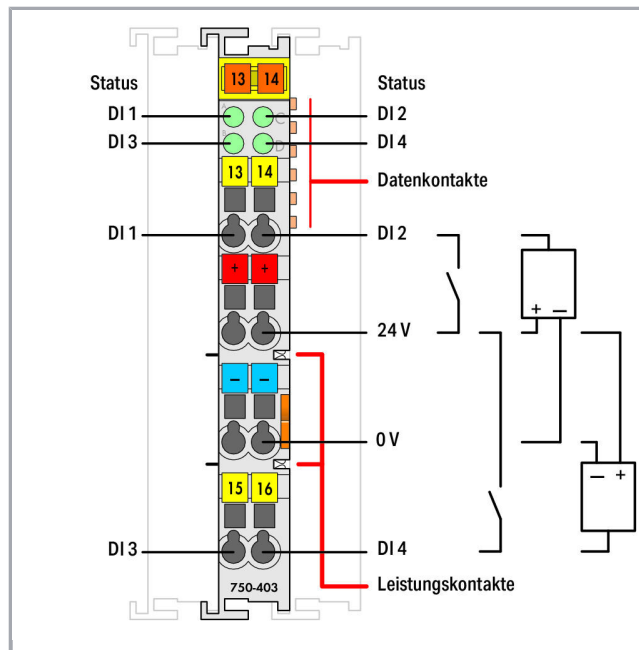 13 14
Status Status
A C
DI 1 DI 2
B D
DI 3 DI 4
13 14
Datenkontakte
DI 1 DI 2
+ +
+ −
24 V
− −
0 V
− +
15 16
DI 3 DI 4
750-403
Leistungskontakte